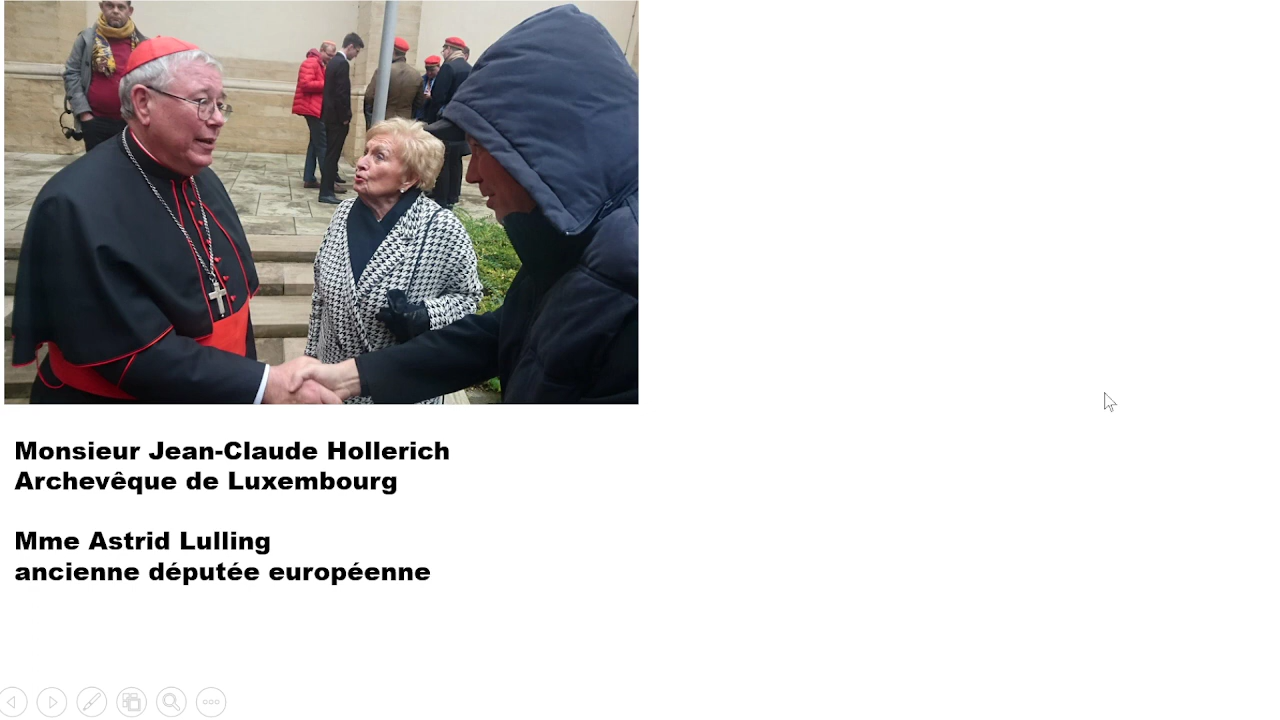 Monsieur Jean-Claude Hollerich
Archevêque de Luxembourg
Mme Astrid Lulling
ancienne députée européenne